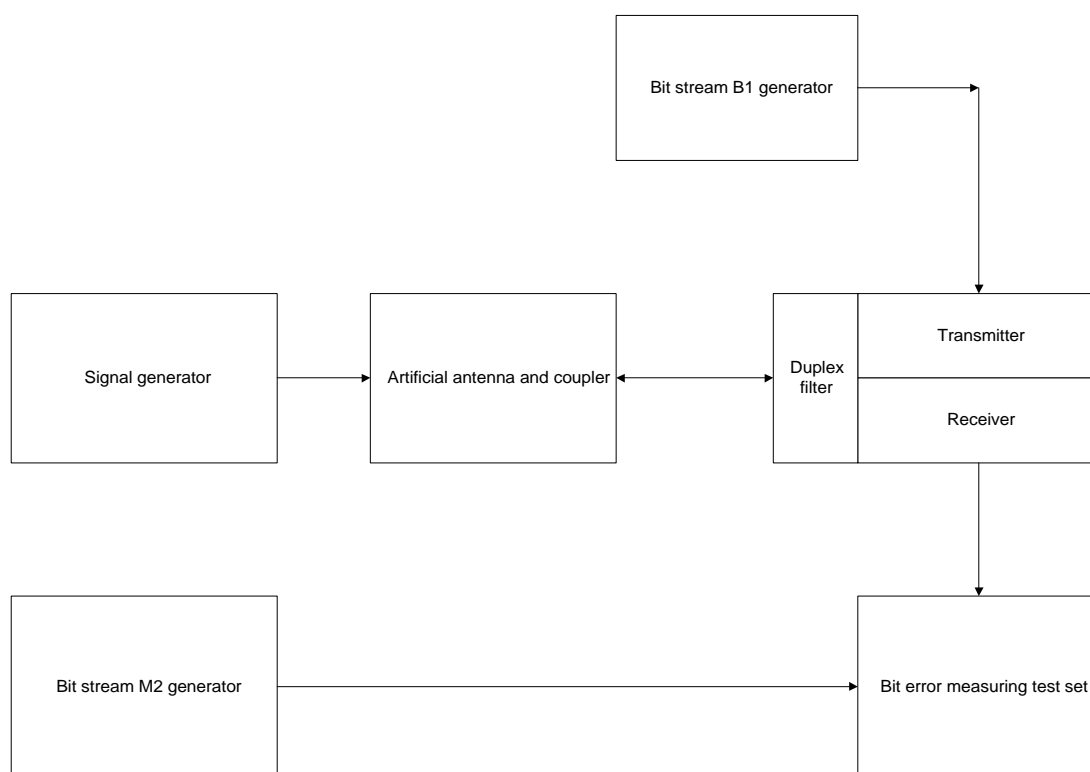 Bit stream B1 generator
Signal generator
Artificial antenna and coupler
Duplex
filter
Transmitter
Receiver
Bit stream M2 generator
Bit error measuring test set